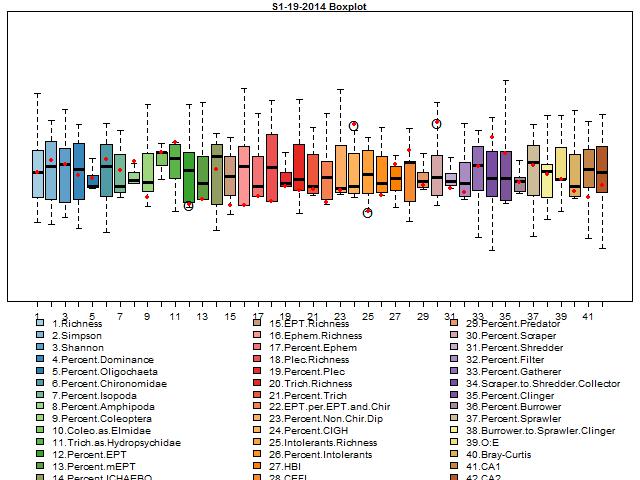 S1-19-2014 Boxplot
1 3 5 7 9 11 13 15 17 19 21 23 25 27 29 31 33 35 37 39 41
1.Richness
2.Simpson
3.Shannon
4.Percent.Dominance
5.Percent.Oligochaeta
6.Percent.Chironomidae
7.Percent.Isopoda
8.Percent.Amphipoda
9.Percent.Coleoptera
10.Coleo.as.Elmidae
11.Trich.as.Hydropsychidae
12.Percent.EPT
13.Percent.mEPT
14.Percent.ICHAEBO
15.EPT.Richness
16.Ephem.Richness
17.Percent.Ephem
18.Plec.Richness
19.Percent.Plec
20.Trich.Richness
21.Percent.Trich
22.EPT.per.EPT.and.Chir
23.Percent.Non.Chir.Dip
24.Percent.CIGH
25.Intolerants.Richness
26.Percent.Intolerants
27.HBI
28.CEFI
29.Percent.Predator
30.Percent.Scraper
31.Percent.Shredder
32.Percent.Filter
33.Percent.Gatherer
34.Scraper.to.Shredder.Collector
35.Percent.Clinger
36.Percent.Burrower
37.Percent.Sprawler
38.Burrower.to.Sprawler.Clinger
39.O:E
40.Bray-Curtis
41.CA1
42.CA2